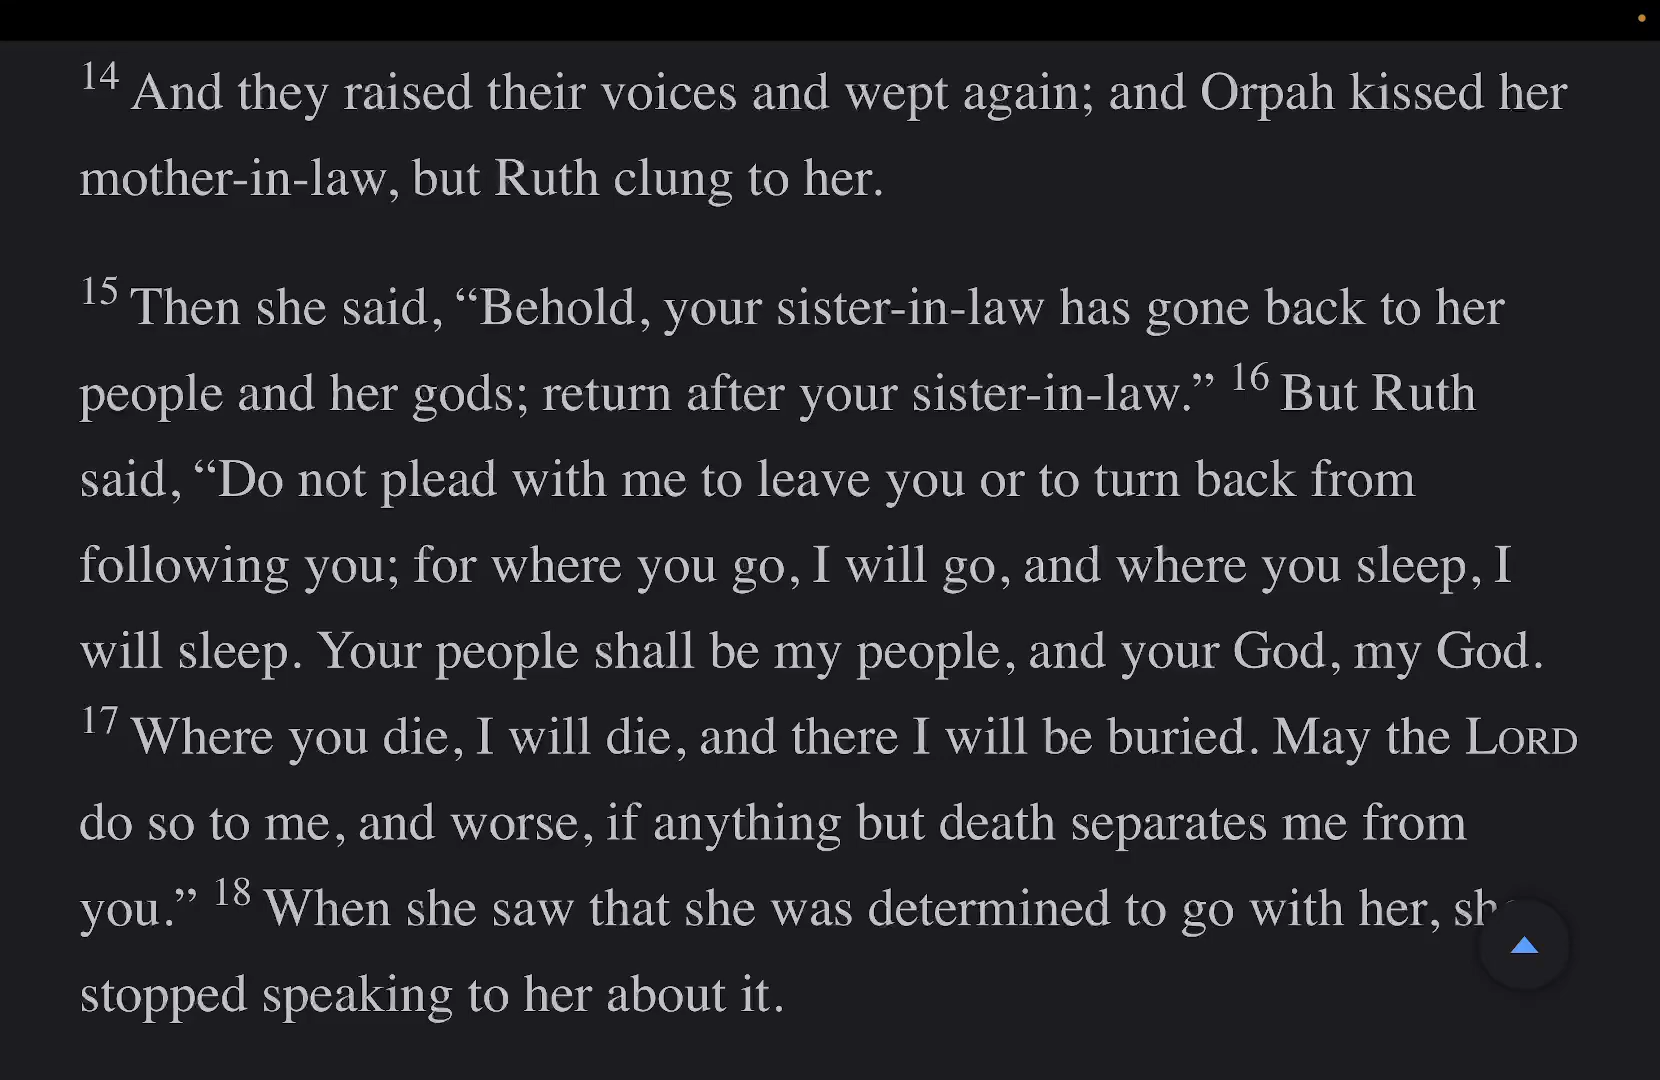 14 And they raised their voices and wept again; and Orpah kissed her
mother-in-law, but Ruth clung to her.
15 Then she said, “Behold, your sister-in-law has gone back to her
people and her gods; return after your sister-in-law.” 16 But Ruth
said, “Do not plead with me to leave you or to turn back from
following you; for where you go, I will go, and where you sleep, I
will sleep. Your people shall be my people, and your God, my God.
17 Where you die, I will die, and there I will be buried. May the LORD
do so to me, and worse, if anything but death separates me from
you.” 18 When she saw that she was determined to go with her,
stopped speaking to her about it.